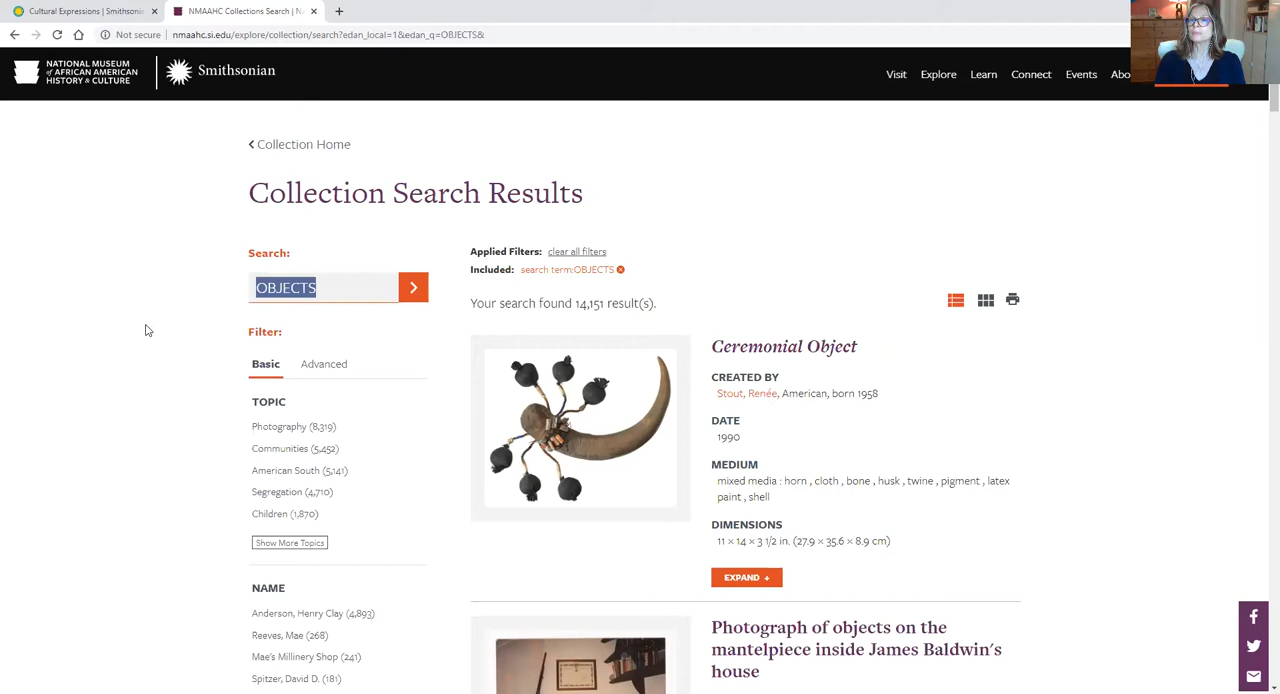 Cultural Expressions | Smithsonia
NMAAHC Collections Search | N
Not secure
nmaahc.si.edu/explore/collection/search?edan_local=1&edan_q=OBJECTS&
NATIONAL MUSEUM
of AFRICAN AMERICAN
HISTORY & CULTURE
Smithsonian
Visit
Explore
Learn
Connect
Events
Abo
Collection Home
Collection Search Results
Search:
OBJECTS
Filter:
Basic
Advanced
TOPIC
Photography (8,319)
Communities (5,452)
American South (5,141)
Segregation (4,710)
Children (1,870)
Show More Topics
NAME
Anderson, Henry Clay (4,893)
Reeves, Mae (268)
Mae's Millinery Shop (241)
Spitzer, David D. (181)
Applied Filters: clear all filters
Included: search term:OBJECTS
Your search found 14,151 result(s).
Ceremonial Object
CREATED BY
Stout, Renée, American, born 1958
DATE
1990
MEDIUM
mixed media : horn , cloth , bone , husk , twine , pigment , latex
paint , shell
DIMENSIONS
11 × 14 × 3 1/2 in. (27.9 × 35.6 × 8.9 cm)
EXPAND +
Photograph of objects on the
mantelpiece inside James Baldwin's
house